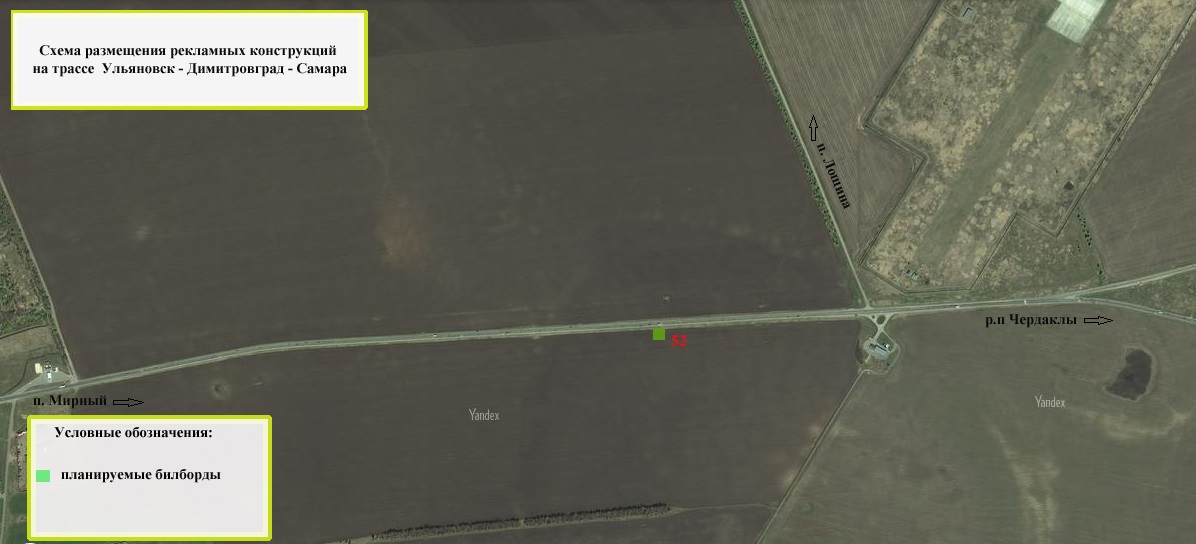 Схема размещения рекламных конструкций
на трассе Ульяновск - Димитровград - Самара
п. Лощина
р.п Чердаклы
52
п. Мирный
Yandex
Yandex
Условные обозначения:
планируемые билборды